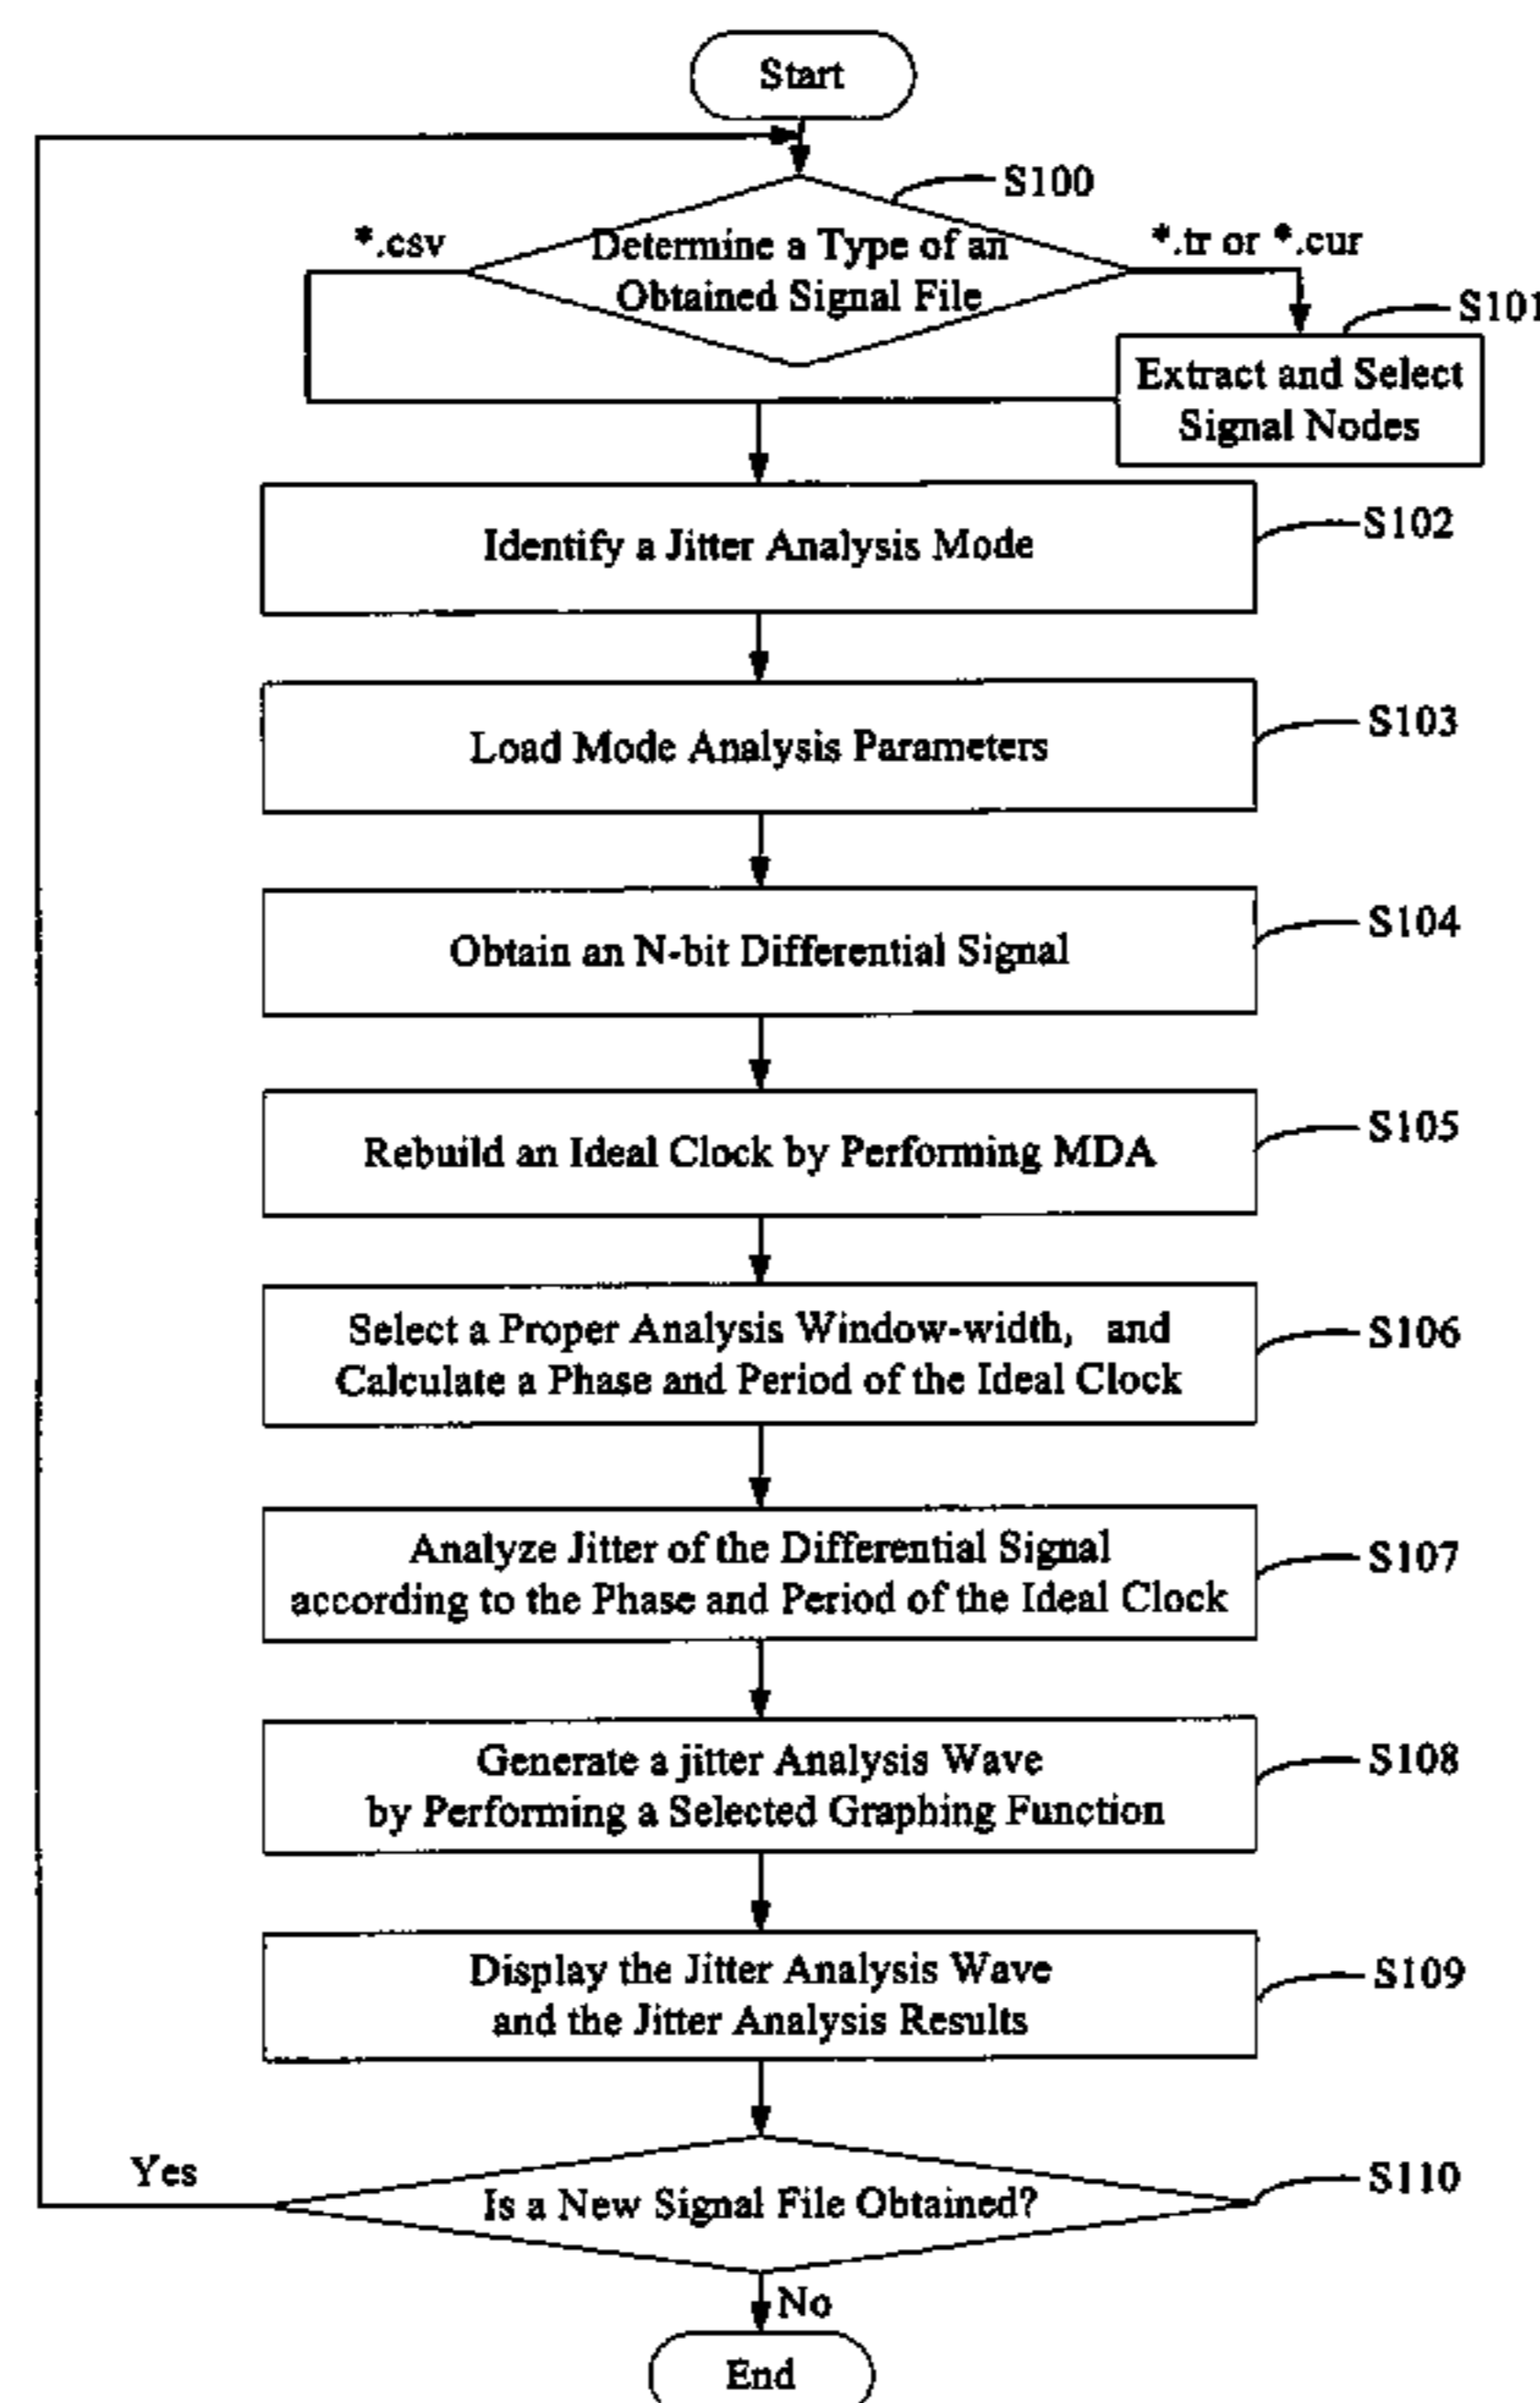 Start
S100
*.csv
Determine a Type of an
Obtained Signal File
*.tr or *.cur
S101
Extract and Select
Signal Nodes
Identify a Jitter Analysis Mode
S102
Load Mode Analysis Parameters
S103
Obtain an N-bit Differential Signal
S104
Rebuild an Ideal Clock by Performing MDA
S105
Select a Proper Analysis Window-width, and
Calculate a Phase and Period of the Ideal Clock
S106
Analyze Jitter of the Differential Signal
according to the Phase and Period of the Ideal Clock
S107
Generate a jitter Analysis Wave
by Performing a Selected Graphing Function
S108
Display the Jitter Analysis Wave
and the Jitter Analysis Results
S109
Yes
Is a New Signal File Obtained?
S110
No
End